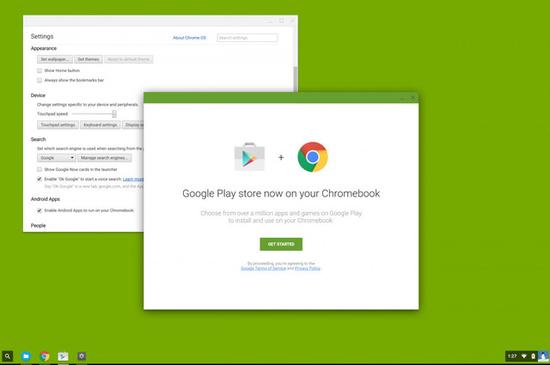 Settings
About Chrome OS
Search settings
Appearance
Set wallpaper... Get themes Reset to default theme
Show Home button
Always show the bookmarks bar
Device
Change settings specific to your device and peripherals.
Touchpad speed:
Touchpad settings Keyboard settings Display s
Search
Set which search engine is used when searching from the
Google Manage search engines...
Show Google Now cards in the launcher
Enable "Ok Google" to start a voice search. Learn more
Say "Ok Google" in a new tab, google.com, and the App
Android Apps
Enable Android Apps to run on your Chromebook.
People
Google Play store now on your Chromebook
Choose from over a million apps and games on Google Play
to install and use on your Chromebook.
GET STARTED
By proceeding, you're agreeing to the
Google Terms of Service and Privacy Policy.
1:27